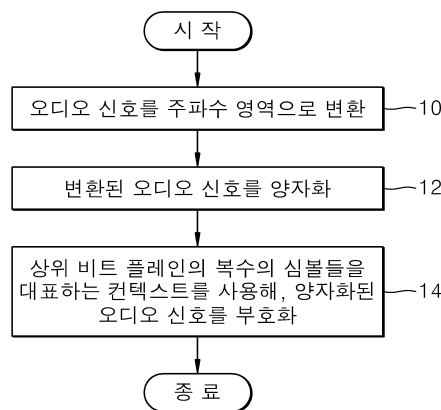 시 작
오디오 신호를 주파수 영역으로 변환
10
변환된 오디오 신호를 양자화
12
상위 비트 플레인의 복수의 심볼들을
대표하는 컨텍스트를 사용해, 양자화된
오디오 신호를 부호화
14
종 료